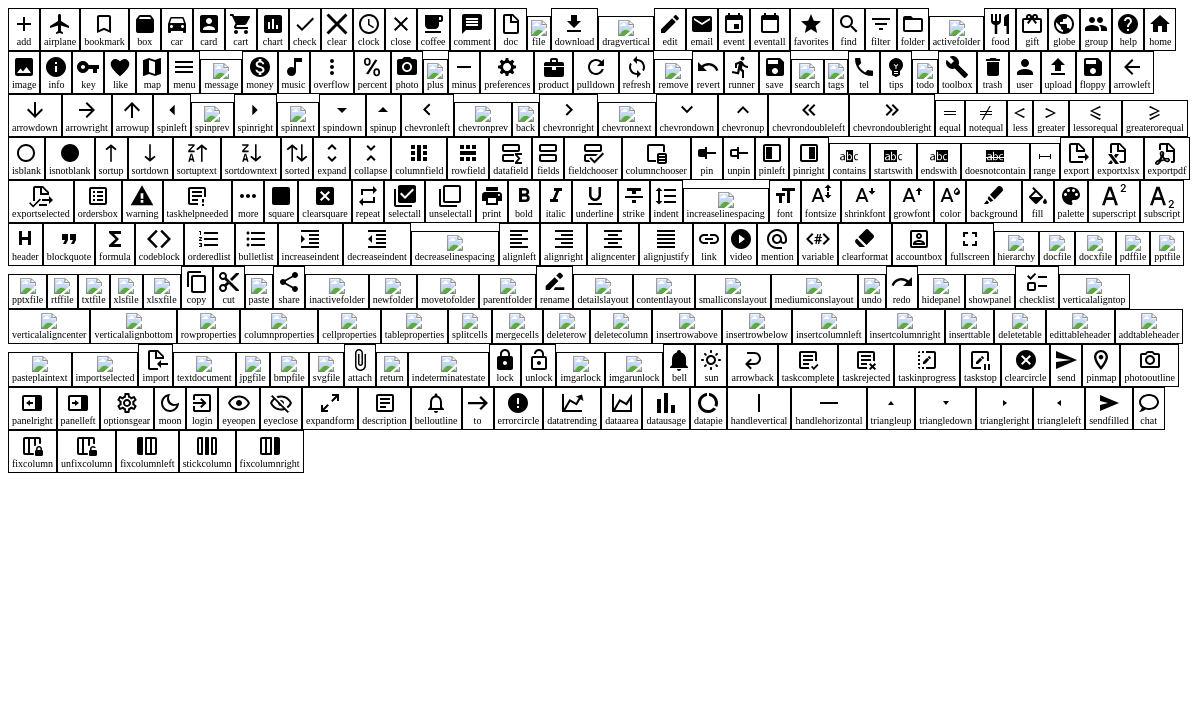 add airplane bookmark box car card cart chart check clear clock close coffee comment doc file download dragvertical edit email event eventall favorites find filter folder activefolder food gift globe group help home
image info key like map menu message money music overflow percent photo plus minus preferences product pulldown refresh remove revert runner save search tags tel tips todo toolbox trash user upload floppy arrowleft
arrowdown arrowright arrowup spinleft spinprev spinright spinnext spindown spinup chevronleft chevronprev back chevronright chevronnext chevrondown chevronup chevrondoubleleft chevrondoubleright equal notequal less greater lessorequal greaterorequal
isblank isnotblank sortup sortdown sortuptext sortdowntext sorted expand collapse columnfield rowfield datafield fields fieldchooser columnchooser pin unpin pinleft pinright contains startswith endswith doesnotcontain range export exportxlsx exportpdf
exportselected ordersbox warning taskhelpneeded more square clearsquare repeat selectall unselectall print bold italic underline strike indent increaselinespacing font fontsize shrinkfont growfont color background fill palette superscript subscript
header blockquote formula codeblock orderedlist bulletlist increaseindent decreaseindent decreaselinespacing alignleft alignright aligncenter alignjustify link video mention variable clearformat accountbox fullscreen hierarchy docfile docxfile pdffile pptfile
pptxfile rtffile txtfile xlsfile xlsxfile copy cut paste share inactivefolder newfolder movetofolder parentfolder rename detailslayout contentlayout smalliconslayout mediumiconslayout undo redo hidepanel showpanel checklist verticalaligntop
verticalaligncenter verticalalignbottom rowproperties columnproperties cellproperties tableproperties splitcells mergecells deleterow deletecolumn insertrowabove insertrowbelow insertcolumnleft insertcolumnright inserttable deletetable edittableheader addtableheader
pasteplaintext importselected import textdocument jpgfile bmpfile svgfile attach return indeterminatestate lock unlock imgarlock imgarunlock bell sun arrowback taskcomplete taskrejected taskinprogress taskstop clearcircle send pinmap photooutline
panelright panelleft optionsgear moon login eyeopen eyeclose expandform description belloutline to errorcircle datatrending dataarea datausage datapie handlevertical handlehorizontal triangleup triangledown triangleright triangleleft sendfilled chat
fixcolumn unfixcolumn fixcolumnleft stickcolumn fixcolumnright